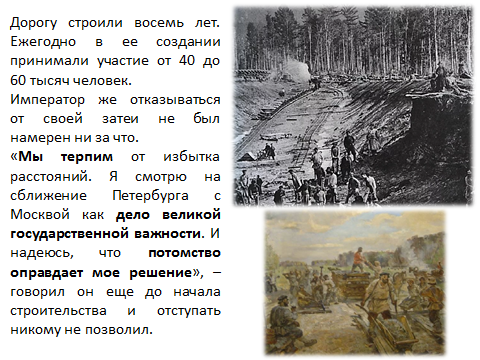 Дорогу строили восемь лет.
Ежегодно в ее создании
принимали участие от 40 до
60 тысяч человек.
Император же отказываться
от своей затеи не был
намерен ни за что.
«Мы терпим от избытка
расстояний. Я смотрю на
сближение Петербурга с
Москвой как дело великой
государственной важности. И
надеюсь, что потомство
оправдает мое решение», –
говорил он еще до начала
строительства и отступать
никому не позволил.